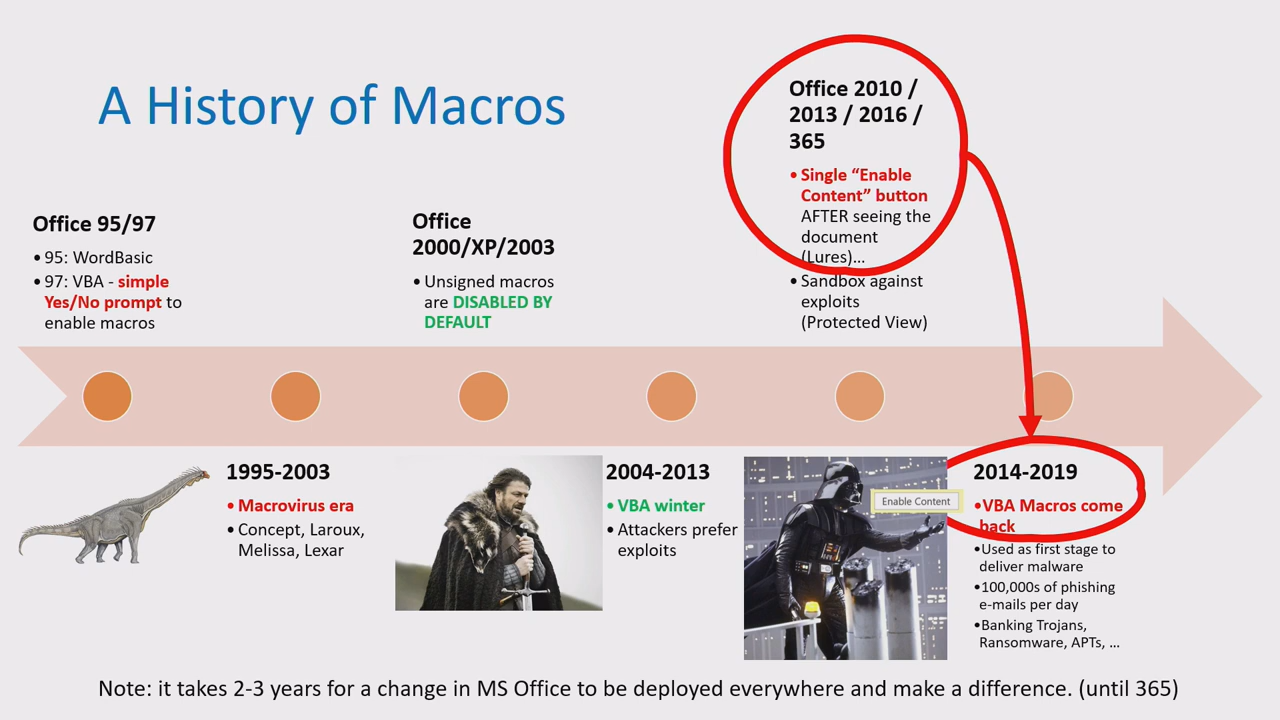 A History of Macros
Office 95/97
• 95: WordBasic
• 97: VBA - simple
Yes/No prompt to
enable macros
1995-2003
• Macrovirus era
• Concept, Laroux,
Melissa, Lexar
Office
2000/XP/2003
• Unsigned macros
are DISABLED BY
DEFAULT
2004-2013
• VBA winter
• Attackers prefer
exploits
Office 2010 /
2013 / 2016 /
365
• Single “Enable
Content” button
AFTER seeing the
document
(Lures)…
• Sandbox against
exploits
(Protected View)
Enable Content
2014-2019
•VBA Macros come
back
•Used as first stage to
deliver malware
•100,000s of phishing
e-mails per day
•Banking Trojans,
Ransomware, APTs, …
Note: it takes 2-3 years for a change in MS Office to be deployed everywhere and make a difference. (until 365)